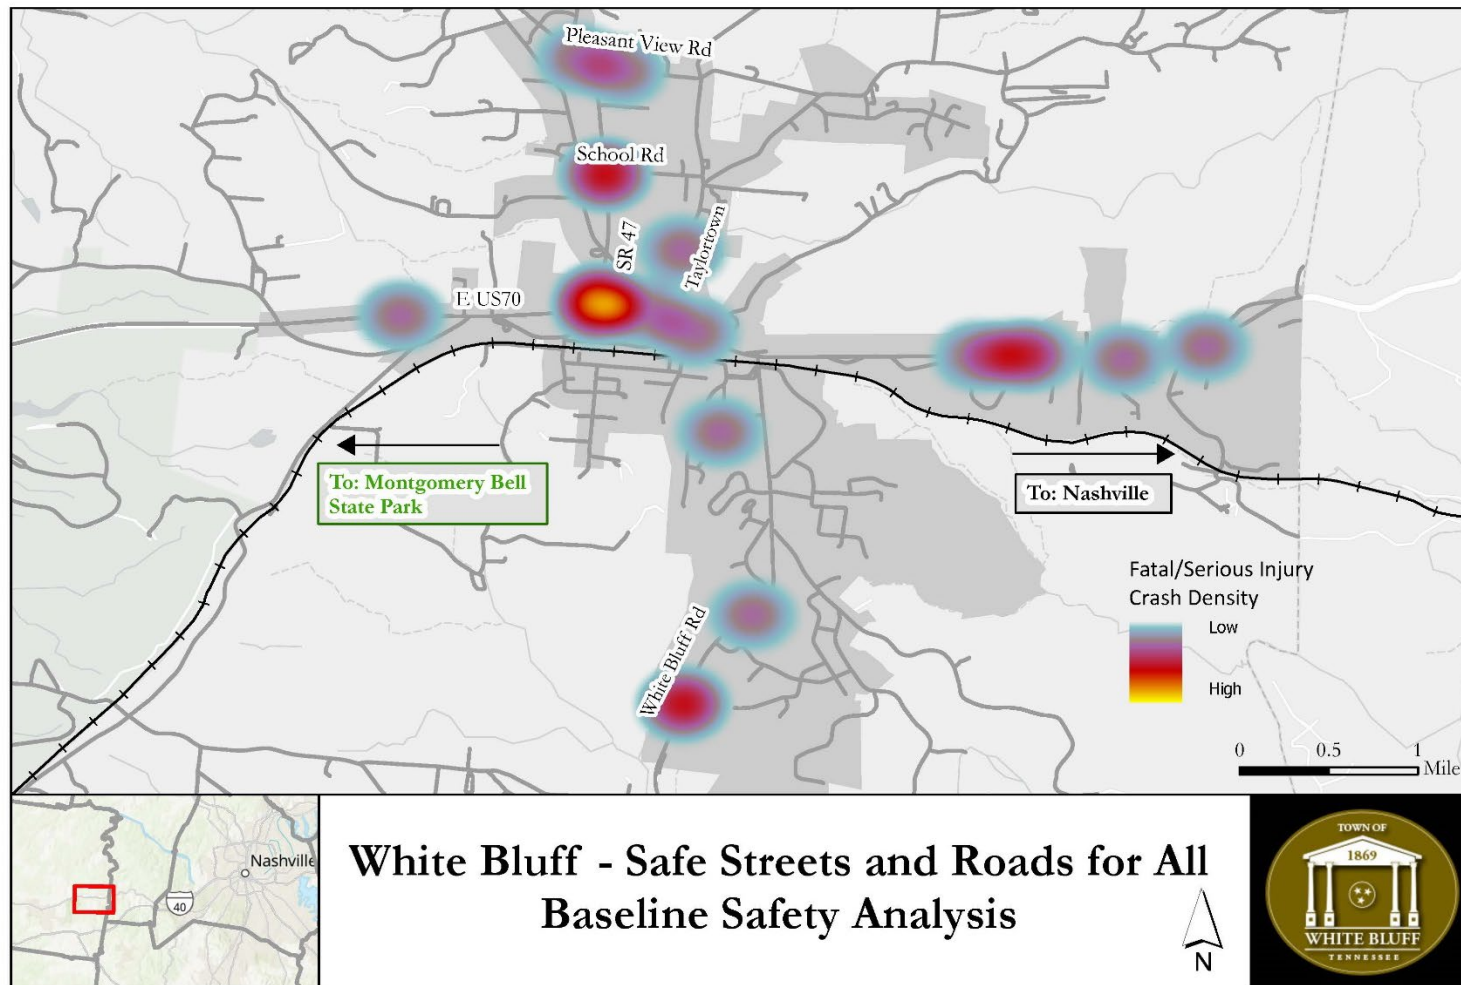 Pleasant View Rd
School Rd
SR 47
Taylortown
E US70
To: Montgomery Bell
State Park
To: Nashville
Fatal/Serious Injury
Crash Density
Low
High
White Bluff Rd
0 0.5 1
Mile
Nashville
40
White Bluff - Safe Streets and Roads for All
Baseline Safety Analysis
N
TOWN OF
1869
WHITE BLUFF
TENNESSEE